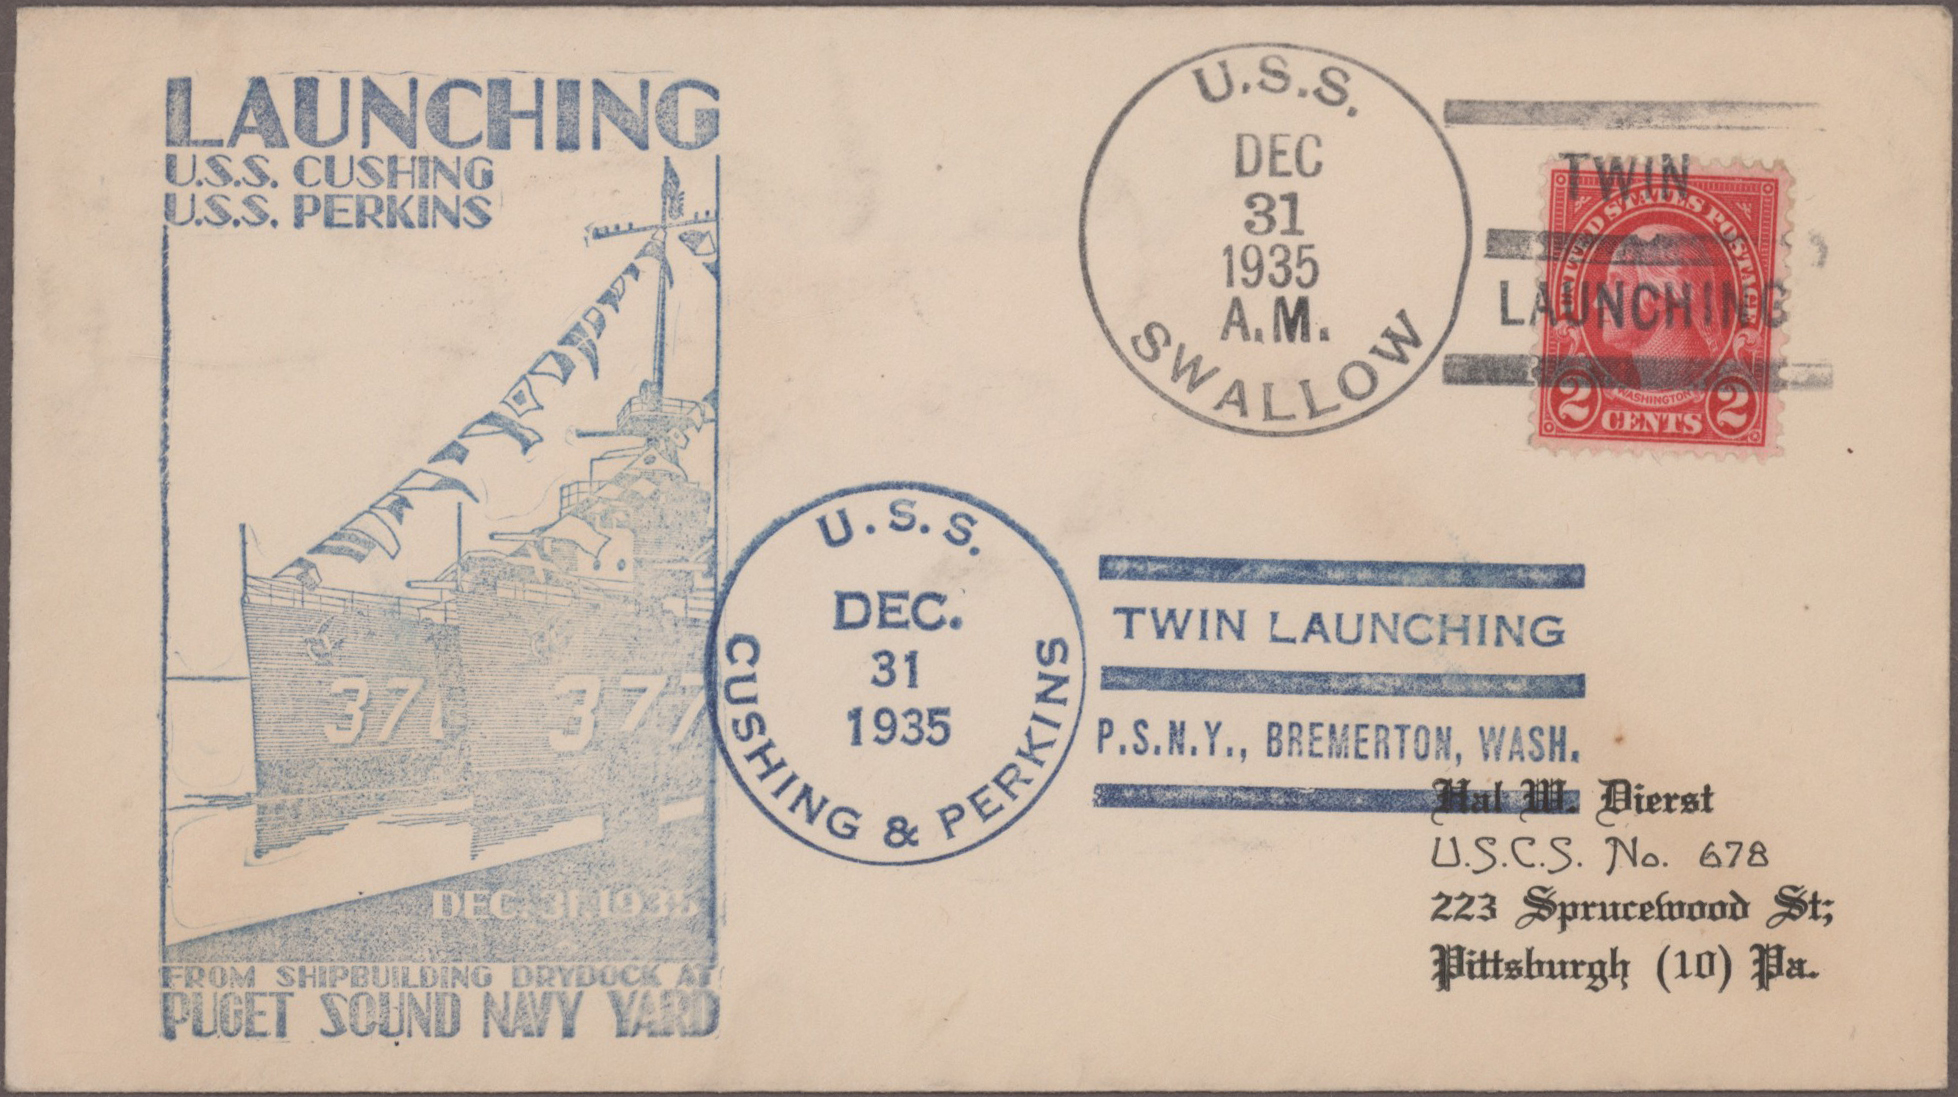 LAUNCHING
U.S.S. CUSHING
U.S.S. PERKINS
377
DEC. 31, 1935
FROM SHIPBUILDING DRYDOCK AT
PUGET SOUND NAVY YARD
U.S.S.
DEC
31
1935
A.M.
SWALLOW
TWIN
LAUNCHING
UNITED STATES POSTAGE
WASHINGTON
2 CENTS 2
U.S.S.
DEC.
31
1935
CUSHING & PERKINS
TWIN LAUNCHING
P.S.N.Y., BREMERTON, WASH.
Hal W. Dierst
U.S.C.S. No. 678
223 Sprucewood St;
Pittsburgh (10) Pa.